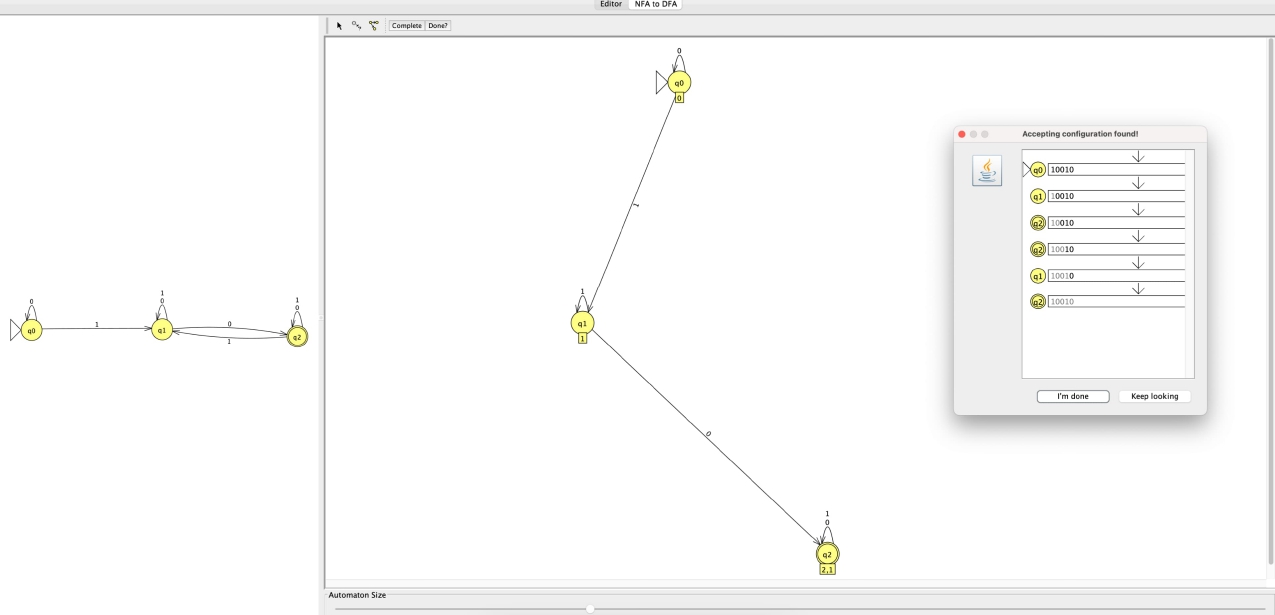 Editor NFA to DFA
Complete Done?
0
q0
0
1
1
q1
1
0
1
0
q2
2,1
0
q0
1
1
0
q1
0
1
1
0
q2
Automaton Size
Accepting configuration found!
q0 10010
q1 10010
q2 10010
q2 10010
q1 10010
q2 10010
I'm done Keep looking